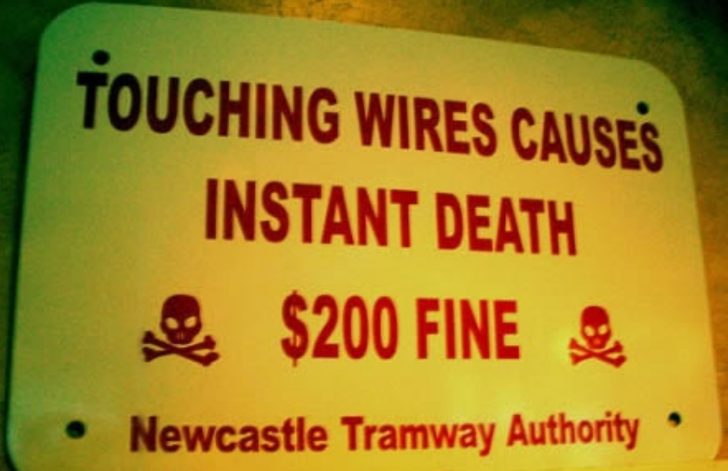 TOUCHING WIRES CAUSES
INSTANT DEATH
$200 FINE
Newcastle Tramway Authority